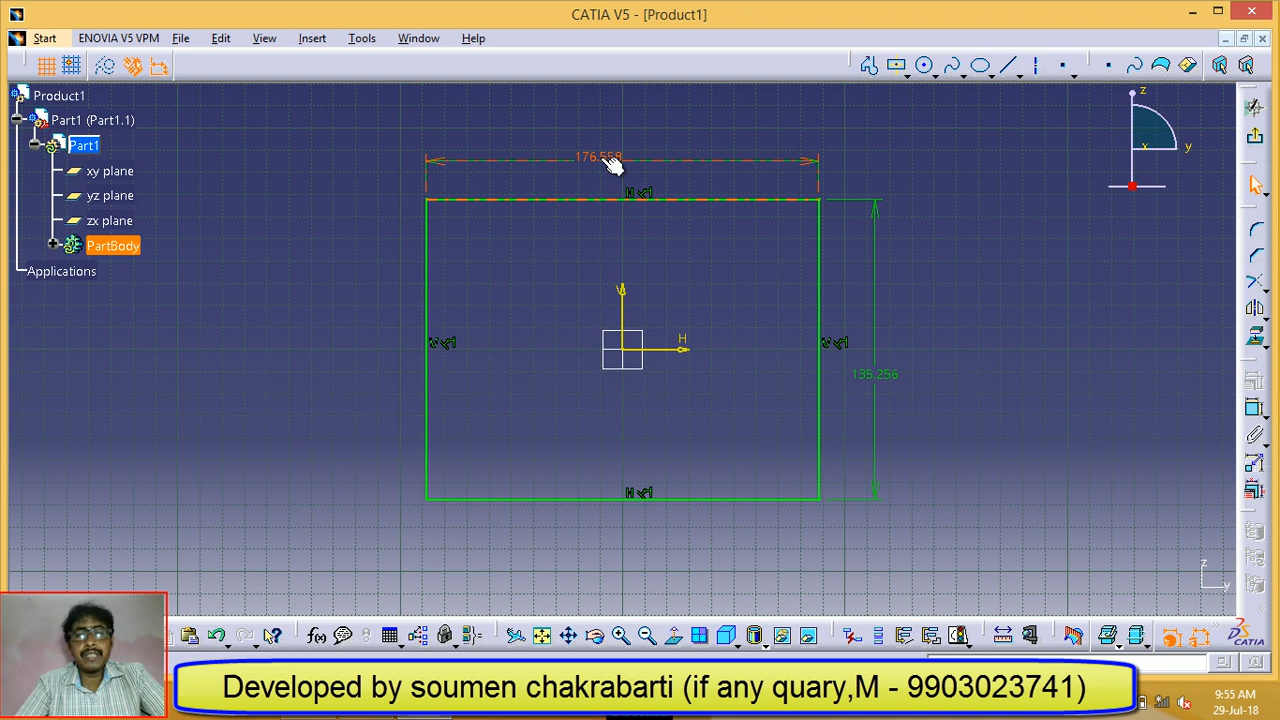 CATIA V5 - [Product1]
Start ENOVIA V5 VPM File Edit View Insert Tools Window Help
Product1
Part1 (Part1.1)
Part1
xy plane
yz plane
zx plane
PartBody
Applications
z
x
y
H
V
H
V
V
135.256
H
z
y
f(x)
CATIA
Developed by soumen chakrabarti (if any quary,M - 9903023741)
9:55 AM
29-Jul-18